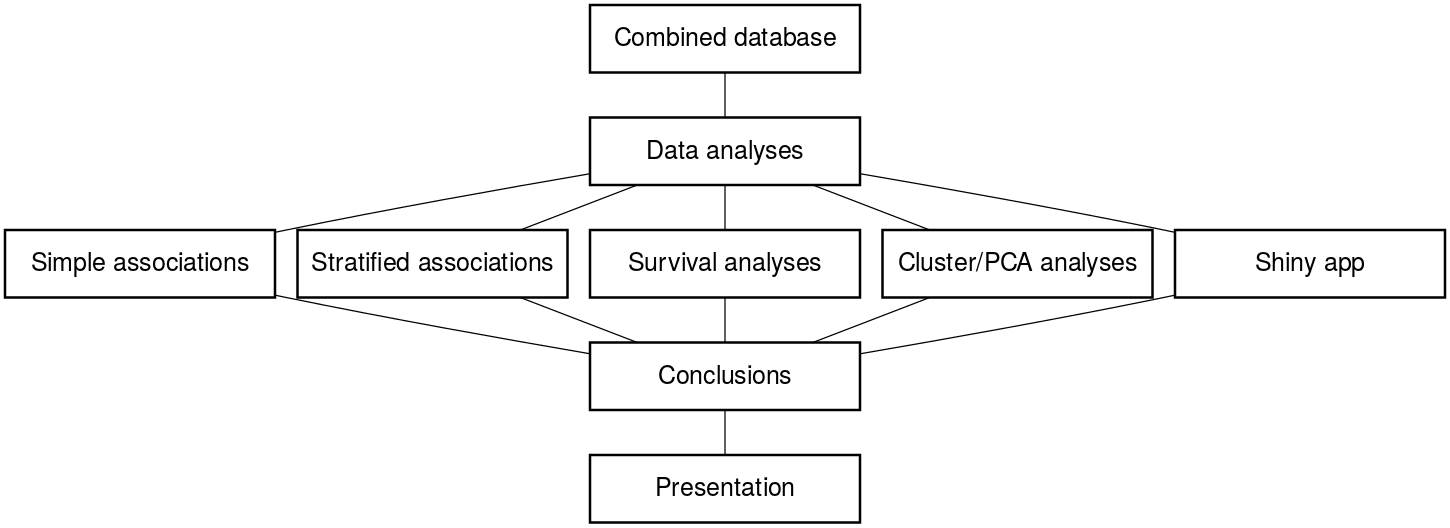 Combined database
Data analyses
Simple associations
Stratified associations
Survival analyses
Cluster/PCA analyses
Shiny app
Conclusions
Presentation